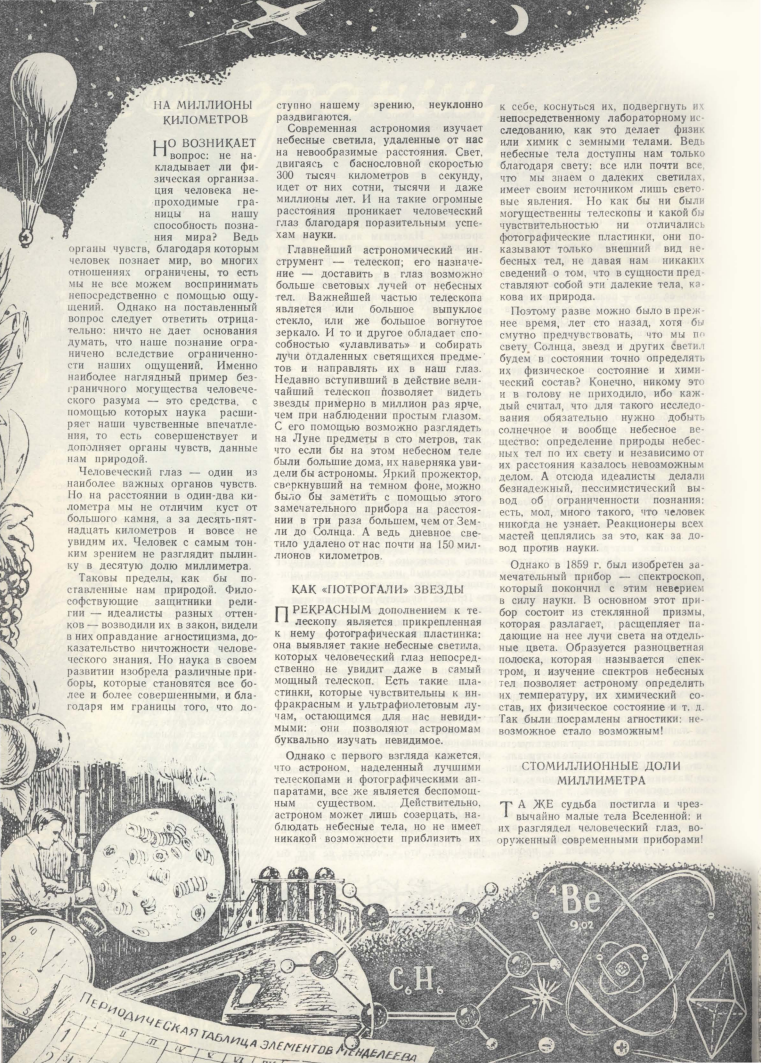 НА МИЛЛИОНЫ
КИЛОМЕТРОВ
НО ВОЗНИКАЕТ
вопрос: не на-
кладывает ли фи-
зическая организа-
ция человека не-
проходимые гра-
ницы на нашу
способность позна-
ния мира? Ведь
органы чувств, благодаря которым
человек познает мир, во многих
отношениях ограничены, то есть
мы не все можем воспринимать
непосредственно с помощью ощу-
щений. Однако на поставленный
вопрос следует ответить отрица-
тельно: ничто не дает основания
думать, что наше познание огра-
ничено вследствие ограниченно-
сти наших ощущений. Именно
наиболее наглядный пример без-
граничного могущества человече-
ского разума — это средства, с
помощью которых наука расши-
ряет наши чувственные впечатле-
ния, то есть совершенствует и
дополняет органы чувств, данные
нам природой.
Человеческий глаз — один из
наиболее важных органов чувств.
Но на расстоянии в один-два ки-
лометра мы не отличим куст от
большого камня, а за десять-пят-
надцать километров и вовсе не
увидим их. Человек с самым тон-
ким зрением не разглядит пылин-
ку в десятую долю миллиметра.
Таковы пределы, как бы по-
ставленные нам природой. Фило-
софствующие защитники рели-
гии — идеалисты разных оттен-
ков — возводили их в закон, видели
в них оправдание агностицизма, до-
казательство ничтожности челове-
ческого знания. Но наука в своем
развитии изобрела различные при-
боры, которые становятся все бо-
лее и более совершенными, и бла-
годаря им границы того, что до-
ступно нашему зрению, неуклонно
раздвигаются.
Современная астрономия изучает
небесные светила, удаленные от нас
на невообразимые расстояния. Свет,
двигаясь с баснословной скоростью
300 тысяч километров в секунду,
идет от них сотни, тысячи и даже
миллионы лет. И на такие огромные
расстояния проникает человеческий
глаз благодаря поразительным успе-
хам науки.
Главнейший астрономический ин-
струмент — телескоп; его назначе-
ние — доставить в глаз возможно
больше световых лучей от небесных
тел. Важнейшей частью телескопа
является или большое выпуклое
стекло, или же большое вогнутое
зеркало. И то и другое обладает спо-
собностью «улавливать» и собирать
лучи отдаленных светящихся предме-
тов и направлять их в наш глаз.
Недавно вступивший в действие вели-
чайший телескоп позволяет видеть
звезды примерно в миллион раз ярче,
чем при наблюдении простым глазом.
С его помощью возможно разглядеть
на Луне предметы в сто метров, так
что если бы на этом небесном теле
были большие дома, их наверняка уви-
дели бы астрономы. Яркий прожектор,
сверкнувший на темном фоне, можно
было бы заметить с помощью этого
замечательного прибора на расстоя-
нии в три раза большем, чем от Зем-
ли до Солнца. А ведь дневное све-
тило удалено от нас почти на 150 мил-
лионов километров.
КАК «ПОТРОГАЛИ» ЗВЕЗДЫ
ПРЕКРАСНЫМ дополнением к те-
лескопу является прикрепленная
к нему фотографическая пластинка:
она выявляет такие небесные светила,
которых человеческий глаз непосред-
ственно не увидит даже в самый
мощный телескоп. Есть такие пла-
стинки, которые чувствительны к ин-
фракрасным и ультрафиолетовым лу-
чам, остающимся для нас невиди-
мыми: они позволяют астрономам
буквально изучать невидимое.
Однако с первого взгляда кажется,
что астроном, наделенный лучшими
телескопами и фотографическими ап-
паратами, все же является беспомощ-
ным существом. Действительно,
астроном может лишь созерцать, на-
блюдать небесные тела, но не имеет
никакой возможности приблизить их
к себе, коснуться их, подвергнуть их
непосредственному лабораторному ис-
следованию, как это делает физик
или химик с земными телами. Ведь
небесные тела доступны нам только
благодаря свету: все или почти все,
что мы знаем о далеких светилах,
имеет своим источником лишь свето-
вые явления. Но как бы ни были
могущественны телескопы и какой бы
чувствительностью ни отличались
фотографические пластинки, они по-
казывают только внешний вид не-
бесных тел, не давая нам никаких
сведений о том, что в сущности пред-
ставляют собой эти далекие тела, ка-
кова их природа.
Поэтому разве можно было в преж-
нее время, лет сто назад, хотя бы
смутно предчувствовать, что мы по
свету Солнца, звезд и других светил
будем в состоянии точно определять
их физическое состояние и хими-
ческий состав? Конечно, никому это
и в голову не приходило, ибо каж-
дый считал, что для такого исследо-
вания обязательно нужно добыть
солнечное и вообще небесное ве-
щество: определение природы небес-
ных тел по их свету и независимо от
их расстояния казалось невозможным
делом. А отсюда идеалисты делали
безнадежный, пессимистический вы-
вод об ограниченности познания:
есть, мол, много такого, что человек
никогда не узнает. Реакционеры всех
мастей цеплялись за это, как за до-
вод против науки.
Однако в 1859 г. был изобретен за-
мечательный прибор — спектроскоп,
который покончил с этим неверием
в силу науки. В основном этот при-
бор состоит из стеклянной призмы,
которая разлагает, расщепляет па-
дающие на нее лучи света на отдель-
ные цвета. Образуется разноцветная
полоска, которая называется спек-
тром, и изучение спектров небесных
тел позволяет астроному определить
их температуру, их химический со-
став, их физическое состояние и т. д.
Так были посрамлены агностики: не-
возможное стало возможным!
СТОМИЛЛИОННЫЕ ДОЛИ
МИЛЛИМЕТРА
ТА ЖЕ судьба постигла и чрез-
вычайно малые тела Вселенной: и
их разглядел человеческий глаз, во-
оруженный современными приборами!
4 Be
9,02
C₆H₆
ПЕРИОДИЧЕСКАЯ ТАБЛИЦА ЭЛЕМЕНТОВ МЕНДЕЛЕЕВА